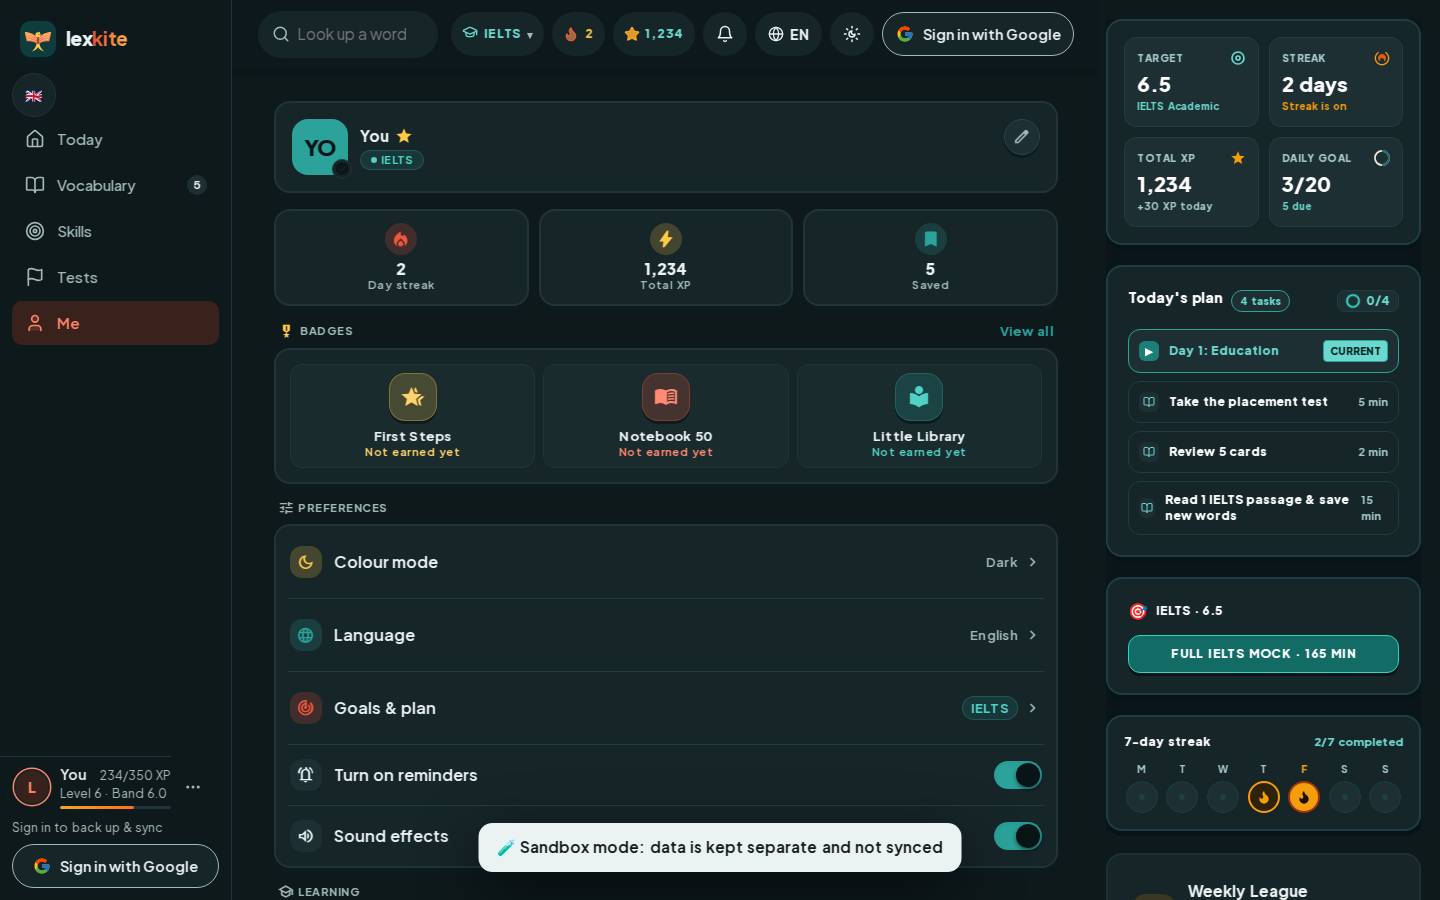 lexkite
Today
Vocabulary 5
Skills
Tests
Me
You 234/350 XP
Level 6 · Band 6.0
Sign in to back up & sync
Sign in with Google
Look up a word
IELTS
2
1,234
EN
Sign in with Google
YO
You
IELTS
2
Day streak
1,234
Total XP
5
Saved
BADGES
View all
First Steps
Not earned yet
Notebook 50
Not earned yet
Little Library
Not earned yet
PREFERENCES
Colour mode
Dark
Language
English
Goals & plan
IELTS
Turn on reminders
Sound effects
Sandbox mode: data is kept separate and not synced
LEARNING
TARGET
6.5
IELTS Academic
STREAK
2 days
Streak is on
TOTAL XP
1,234
+30 XP today
DAILY GOAL
3/20
5 due
Today's plan
4 tasks
0/4
Day 1: Education
CURRENT
Take the placement test
5 min
Review 5 cards
2 min
Read 1 IELTS passage & save
new words
15
min
IELTS · 6.5
FULL IELTS MOCK · 165 MIN
7-day streak
2/7 completed
M T W T F S S
Weekly League
L